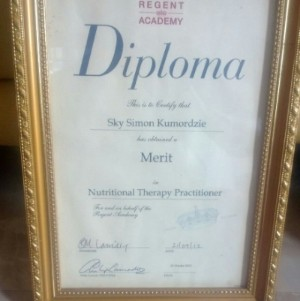 REGENT
ACADEMY
Diploma
This is to Certify that
Sky Simon Kumordzie
has obtained a
Merit
in
Nutritional Therapy Practitioner
For and on behalf of the
Regent Academy